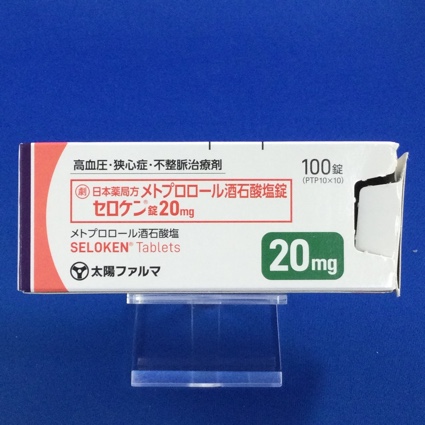 高血圧・狭心症・不整脈治療剤
100錠
(PTP10×10)
劇 日本薬局方 メトプロロール酒石酸塩錠
セロケン®錠20mg
メトプロロール酒石酸塩
SELOKEN® Tablets
20mg
太陽ファルマ